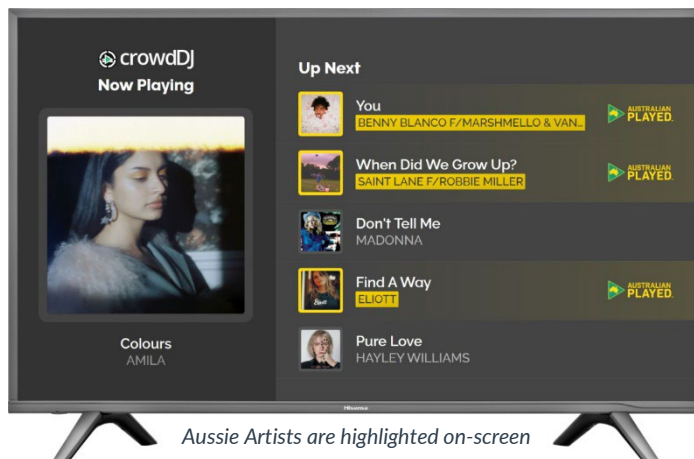 crowdDJ
Now Playing
Colours
AMILA
Up Next
You
BENNY BLANCO F/MARSHMELLO & VAN..
AUSTRALIAN
PLAYED.
When Did We Grow Up?
SAINT LANE F/ROBBIE MILLER
AUSTRALIAN
PLAYED.
Don't Tell Me
MADONNA
Find A Way
ELIOTT
AUSTRALIAN
PLAYED.
Pure Love
HAYLEY WILLIAMS
Hisense
Aussie Artists are highlighted on-screen